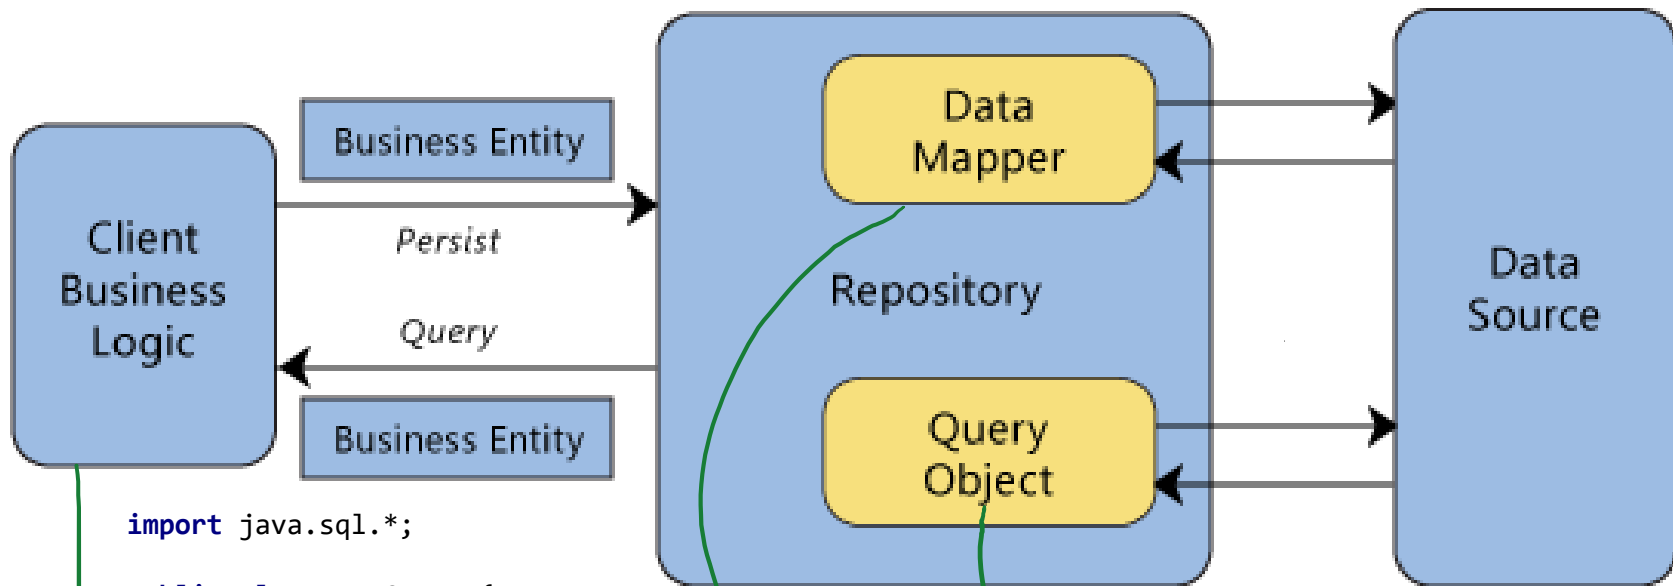 Business Entity
Client
Business
Logic
Persist
Query
Business Entity
Data
Mapper
Repository
Query
Object
Data
Source
import java.sql.*;